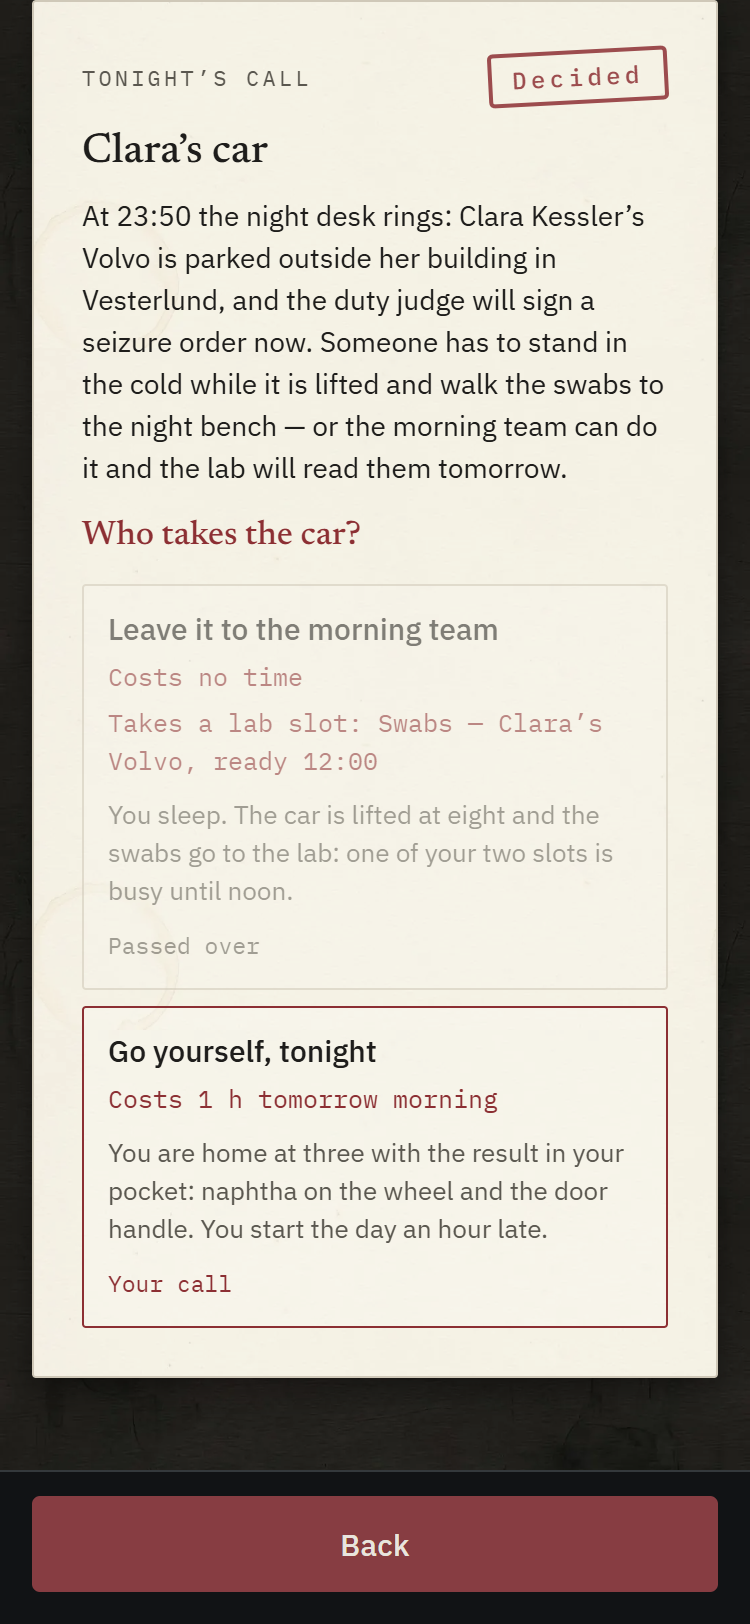 TONIGHT’S CALL
Decided
Clara’s car
At 23:50 the night desk rings: Clara Kessler’s
Volvo is parked outside her building in
Vesterlund, and the duty judge will sign a
seizure order now. Someone has to stand in
the cold while it is lifted and walk the swabs to
the night bench — or the morning team can do
it and the lab will read them tomorrow.
Who takes the car?
Leave it to the morning team
Costs no time
Takes a lab slot: Swabs — Clara’s
Volvo, ready 12:00
You sleep. The car is lifted at eight and the
swabs go to the lab: one of your two slots is
busy until noon.
Passed over
Go yourself, tonight
Costs 1 h tomorrow morning
You are home at three with the result in your
pocket: naphtha on the wheel and the door
handle. You start the day an hour late.
Your call
Back